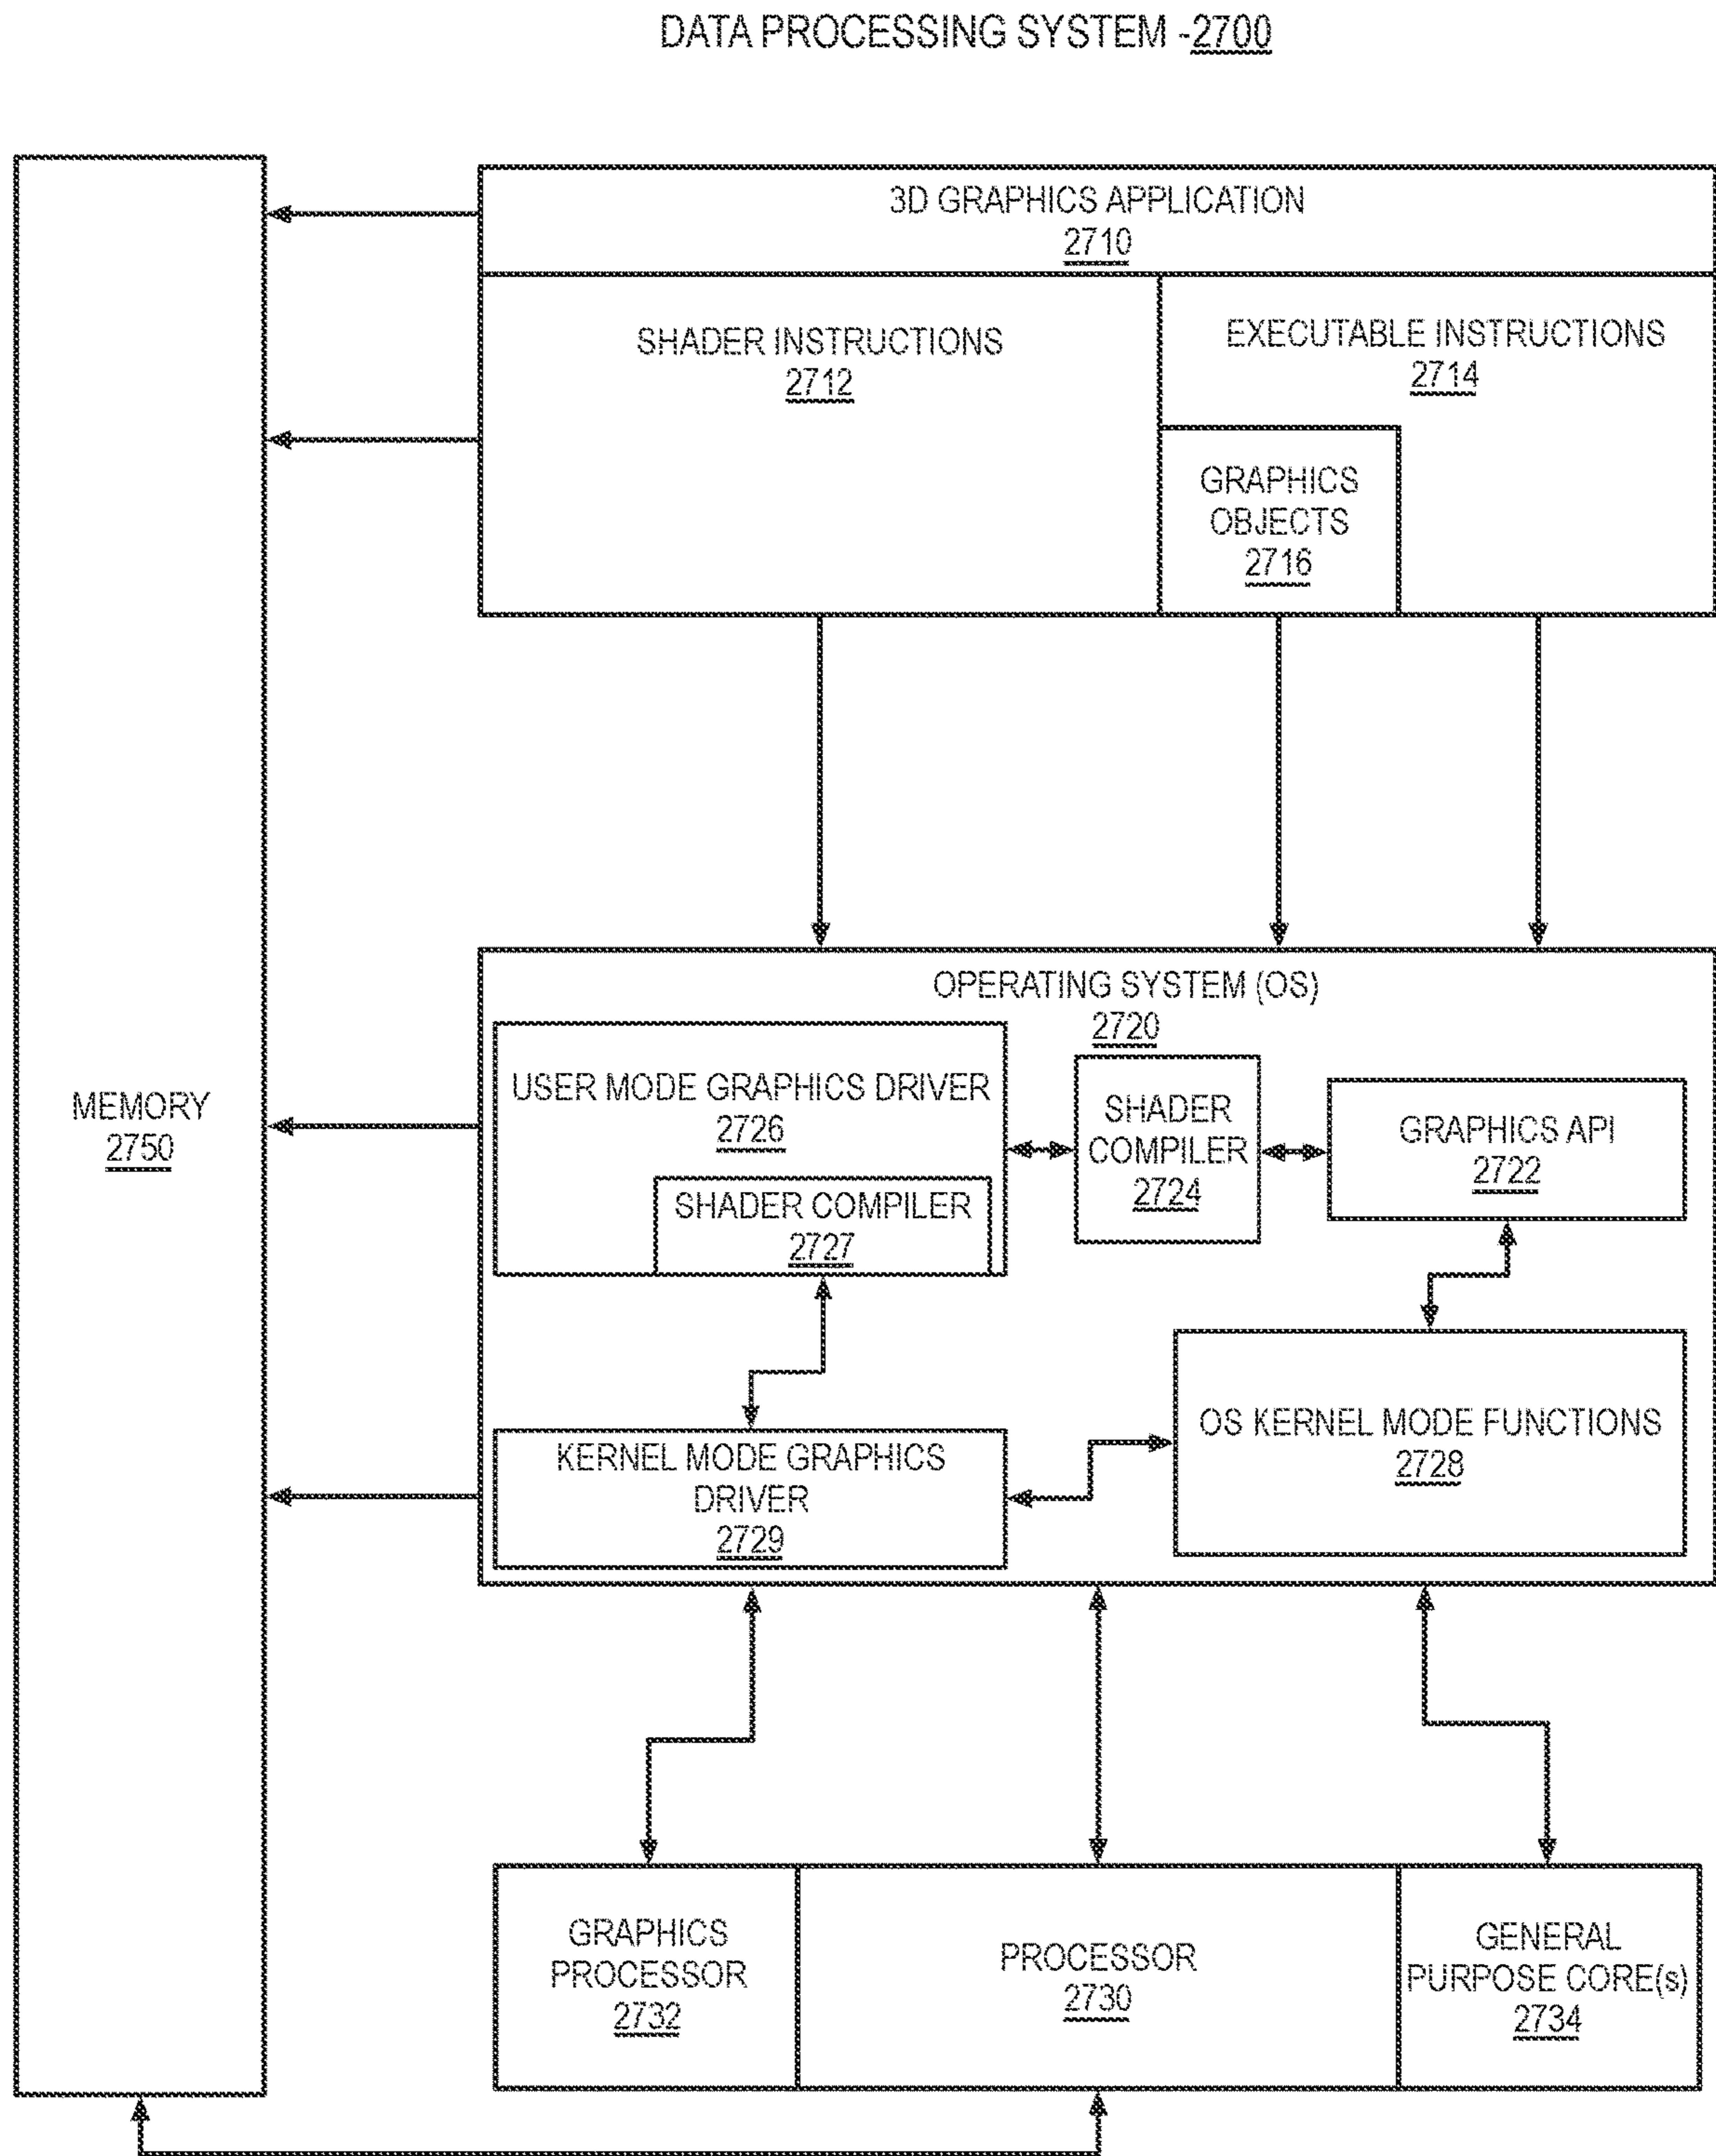 DATA PROCESSING SYSTEM -2700
3D GRAPHICS APPLICATION
2710
SHADER INSTRUCTIONS
2712
EXECUTABLE INSTRUCTIONS
2714
GRAPHICS
OBJECTS
2716
MEMORY
2750
OPERATING SYSTEM (OS)
2720
USER MODE GRAPHICS DRIVER
2726
SHADER COMPILER
2727
SHADER
COMPILER
2724
GRAPHICS API
2722
KERNEL MODE GRAPHICS
DRIVER
2729
OS KERNEL MODE FUNCTIONS
2728
GRAPHICS
PROCESSOR
2732
PROCESSOR
2730
GENERAL
PURPOSE CORE(s)
2734